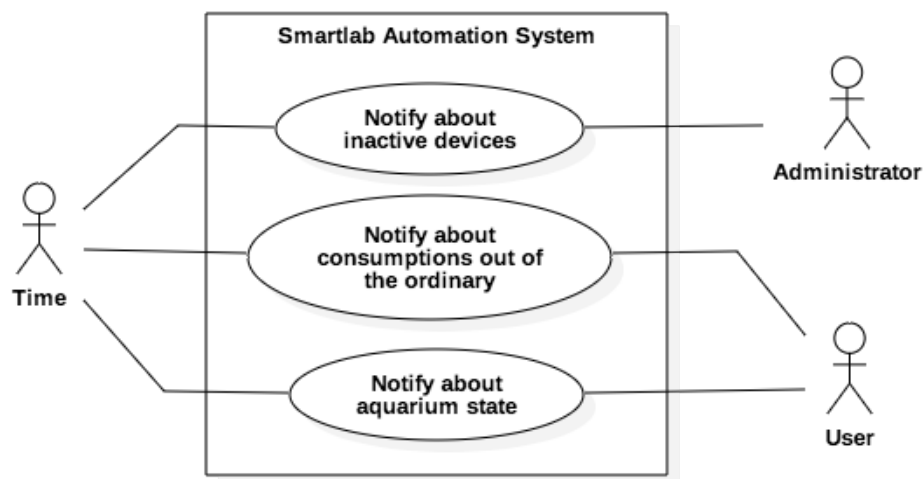 Smartlab Automation System
Notify about
inactive devices
Administrator
Notify about
consumptions out of
the ordinary
Time
Notify about
aquarium state
User